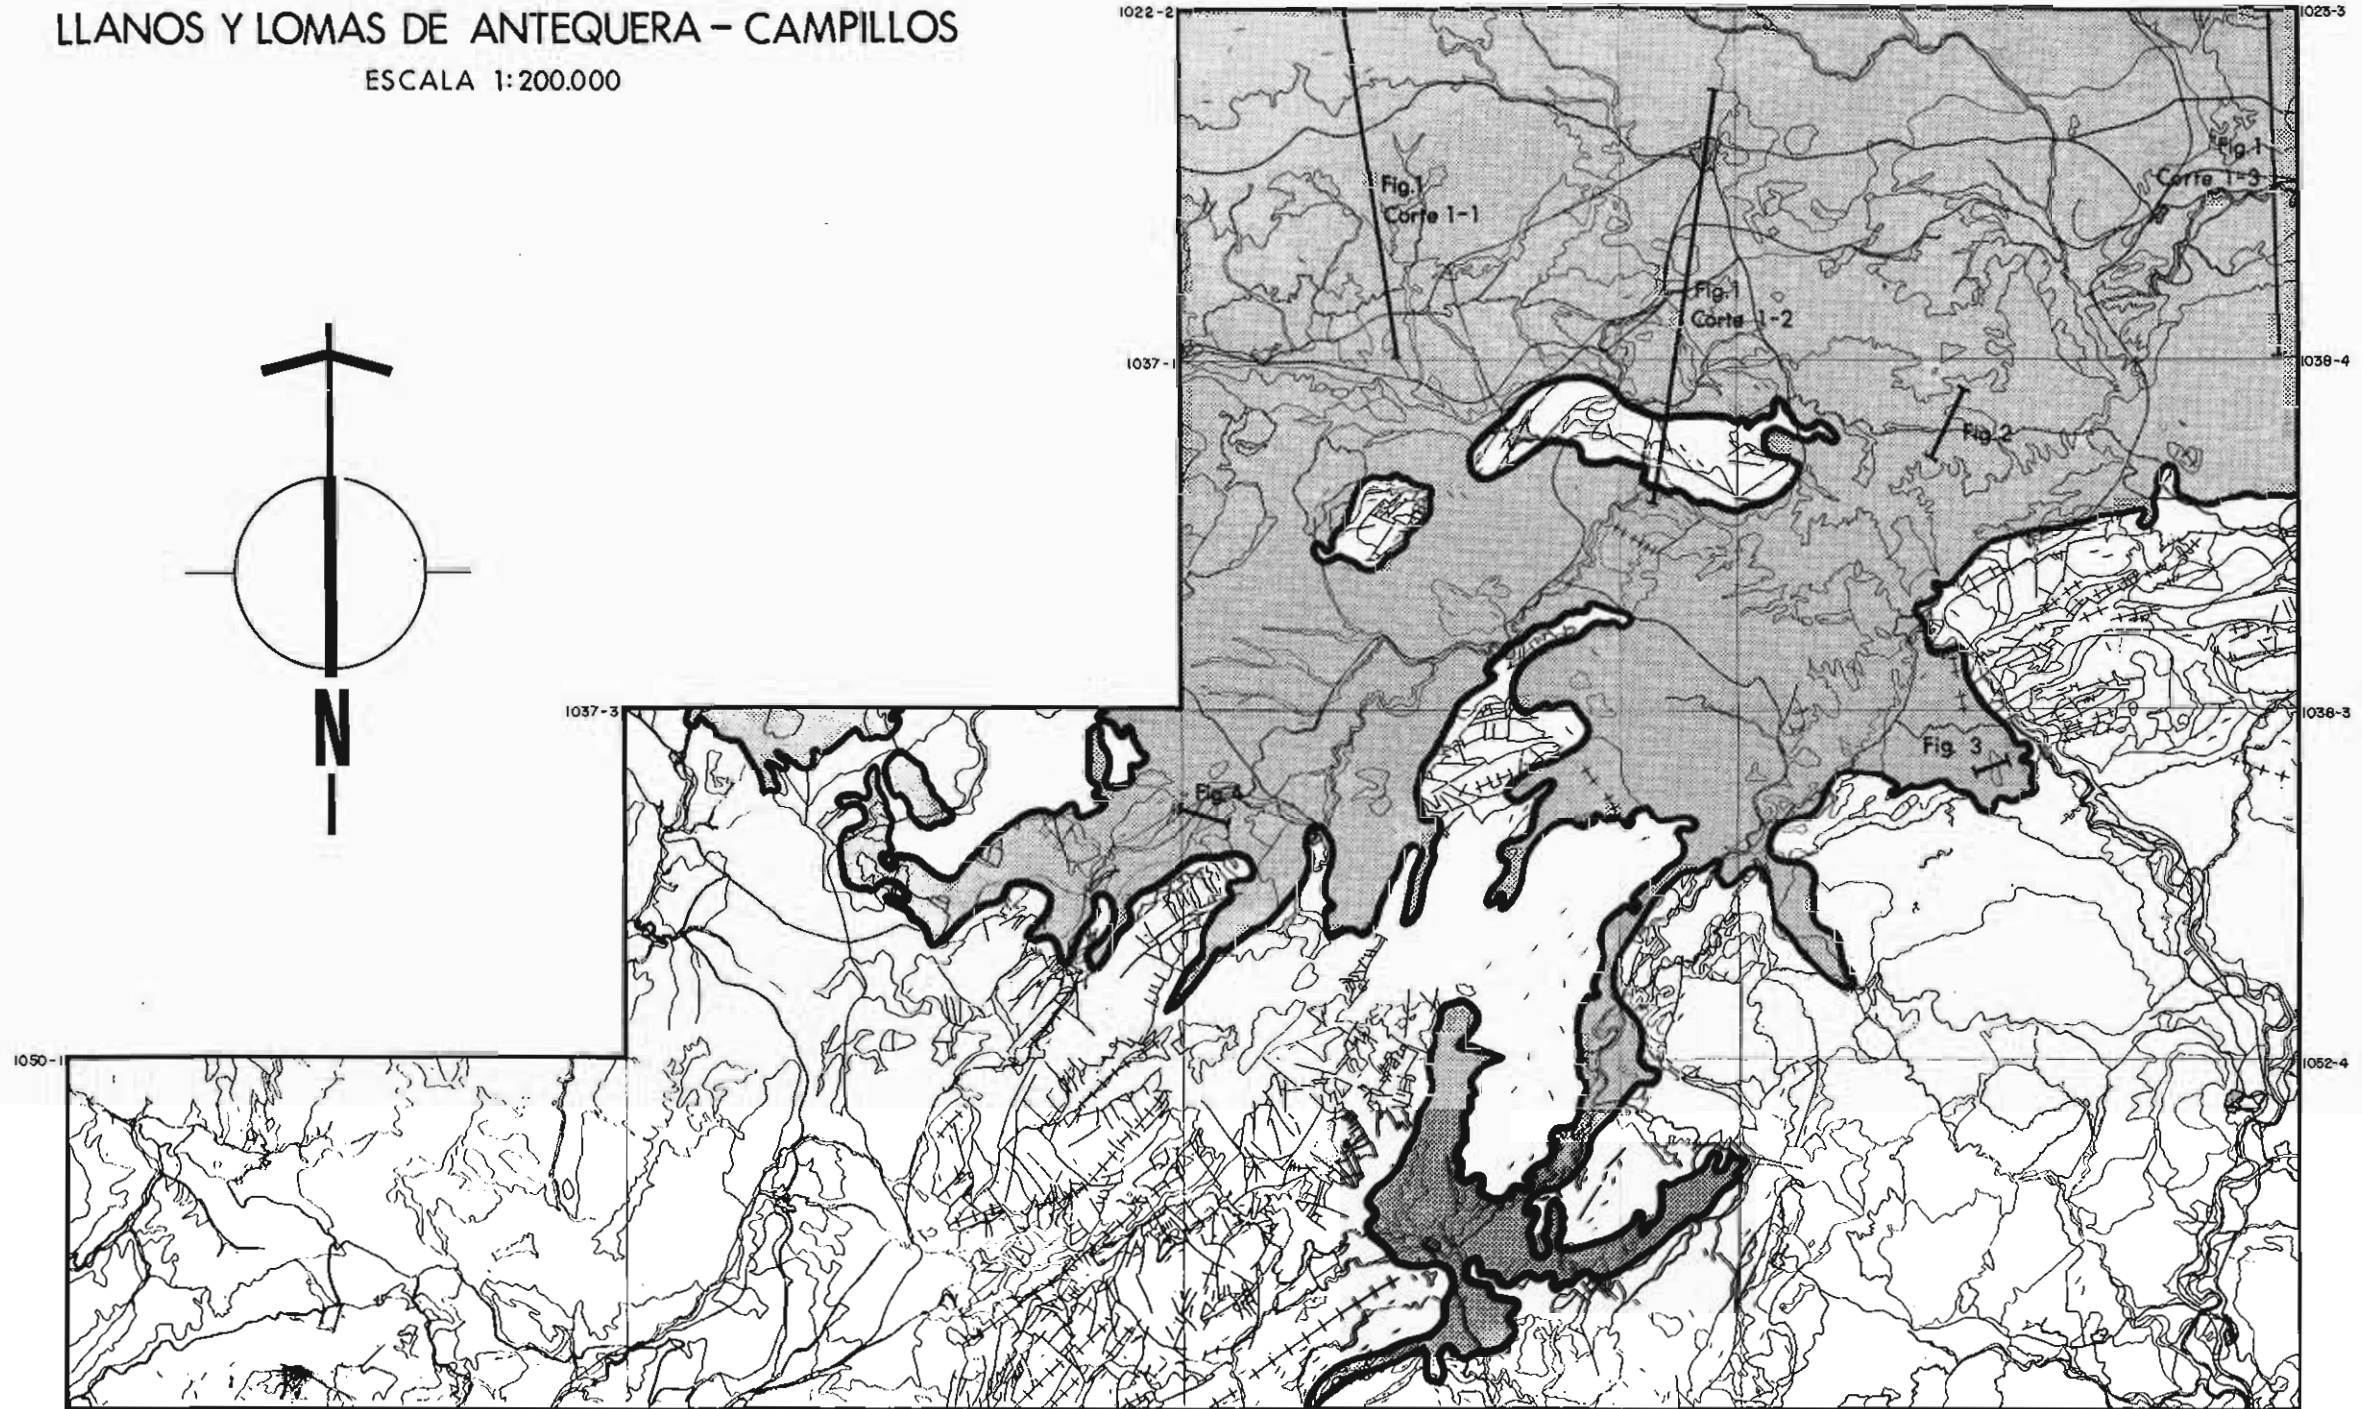 LLANOS Y LOMAS DE ANTEQUERA – CAMPILLOS
ESCALA 1:200.000
1022-2
1023-3
Fig.1
Corte 1-1
Fig.1
Corte 1-3
Fig.1
Corte 1-2
1037-1
1038-4
Fig.2
N
1037-3
1038-3
Fig. 3
Fig.4
1050-1
1052-4